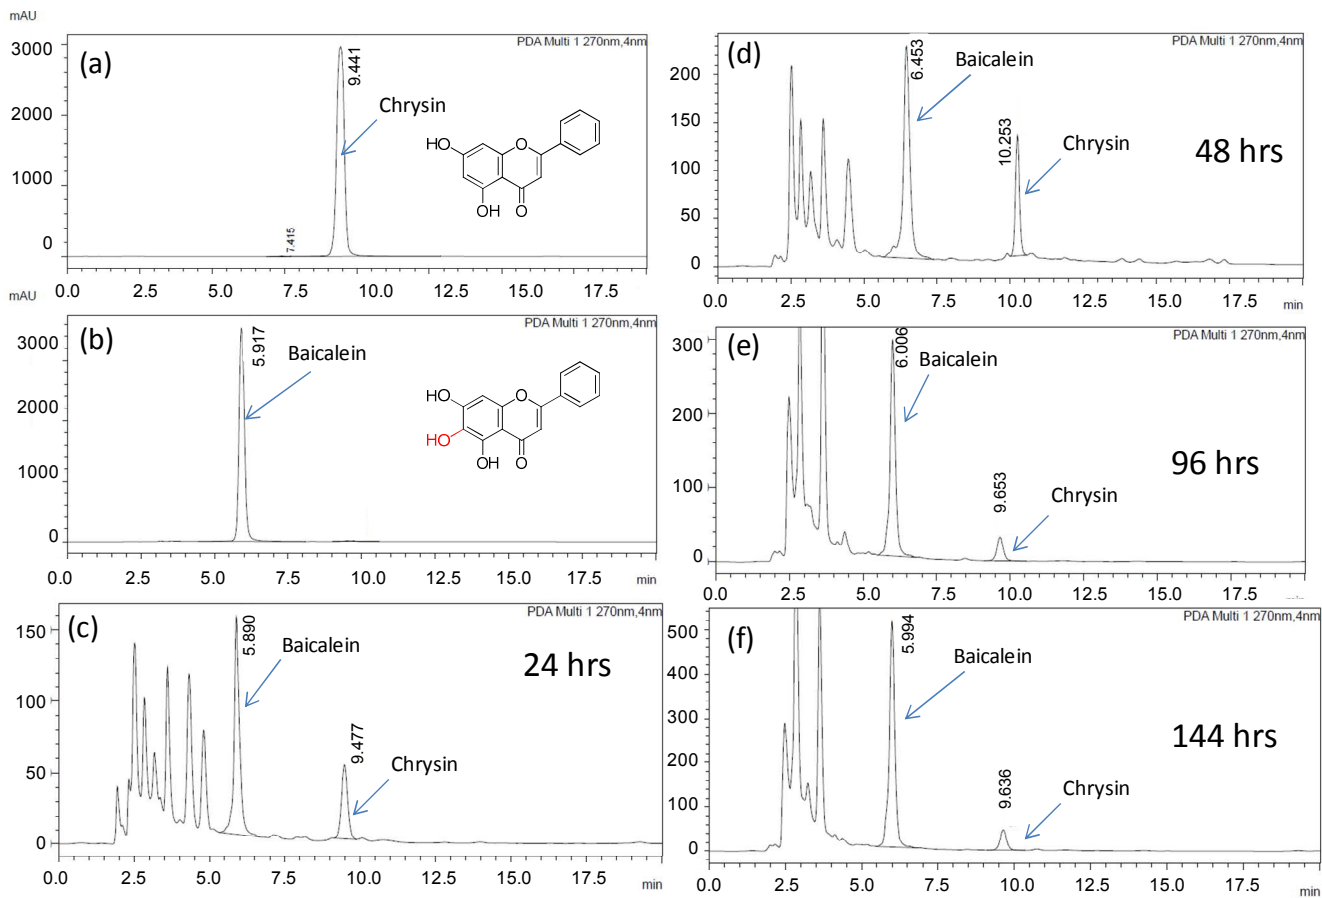 mAU
(a)
PDA Multi 1 270nm,4nm
9.441
Chrysin
7.415
3000
2000
1000
0
HO
O
OH
O
0.0 2.5 5.0 7.5 10.0 12.5 15.0 17.5
mAU
(b)
PDA Multi 1 270nm,4nm
5.917
Baicalein
3000
2000
1000
0
HO
O
HO
OH
O
0.0 2.5 5.0 7.5 10.0 12.5 15.0 17.5 min
(c)
PDA Multi 1 270nm,4nm
5.890
Baicalein
24 hrs
9.477
Chrysin
150
100
50
0
0.0 2.5 5.0 7.5 10.0 12.5 15.0 17.5 min
(d)
PDA Multi 1 270nm,4nm
6.453
Baicalein
10.253
Chrysin
48 hrs
200
150
100
50
0
0.0 2.5 5.0 7.5 10.0 12.5 15.0 17.5 min
(e)
PDA Multi 1 270nm,4nm
6.006
Baicalein
96 hrs
9.653
Chrysin
300
200
100
0
0.0 2.5 5.0 7.5 10.0 12.5 15.0 17.5
(f)
PDA Multi 1 270nm,4nm
5.994
Baicalein
144 hrs
9.636
Chrysin
500
400
300
200
100
0
0.0 2.5 5.0 7.5 10.0 12.5 15.0 17.5 min